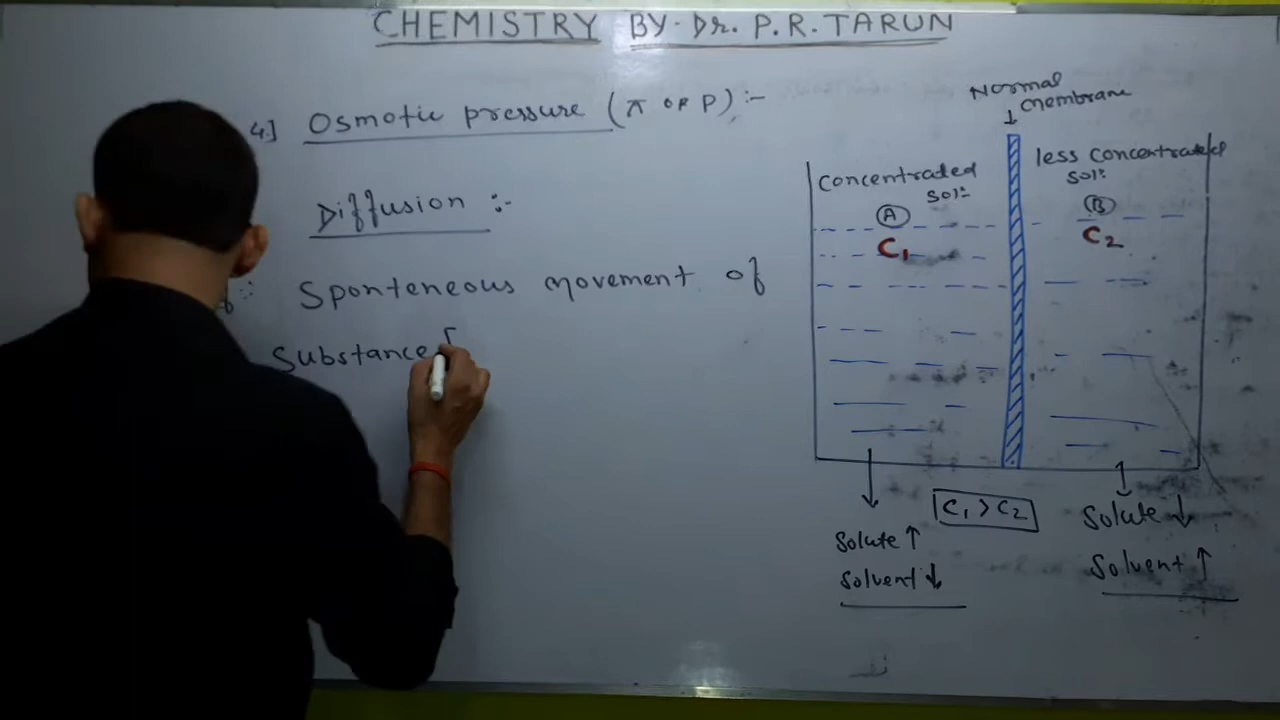 CHEMISTRY BY. Dr. P. R. TARUN
4.] Osmotic pressure (π OR P) :-
Diffusion :-
Sponteneous movement of
Substance [
Normal
membrane
Concentrated
Sol:
A
C₁
less concentrated
Sol:
B
C₂
C₁ > C₂
Solute ↑
Solvent ↓
Solute ↓
Solvent ↑